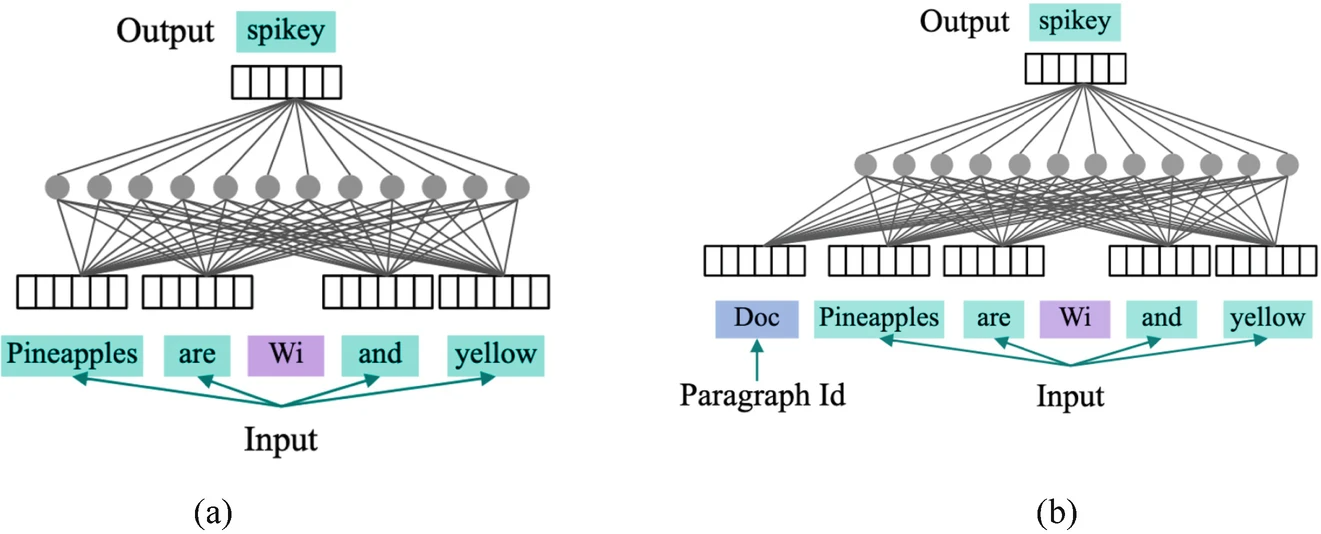 Output spikey
Pineapples are Wi and yellow
Input
(a)
Output spikey
Doc Pineapples are Wi and yellow
Paragraph Id Input
(b)